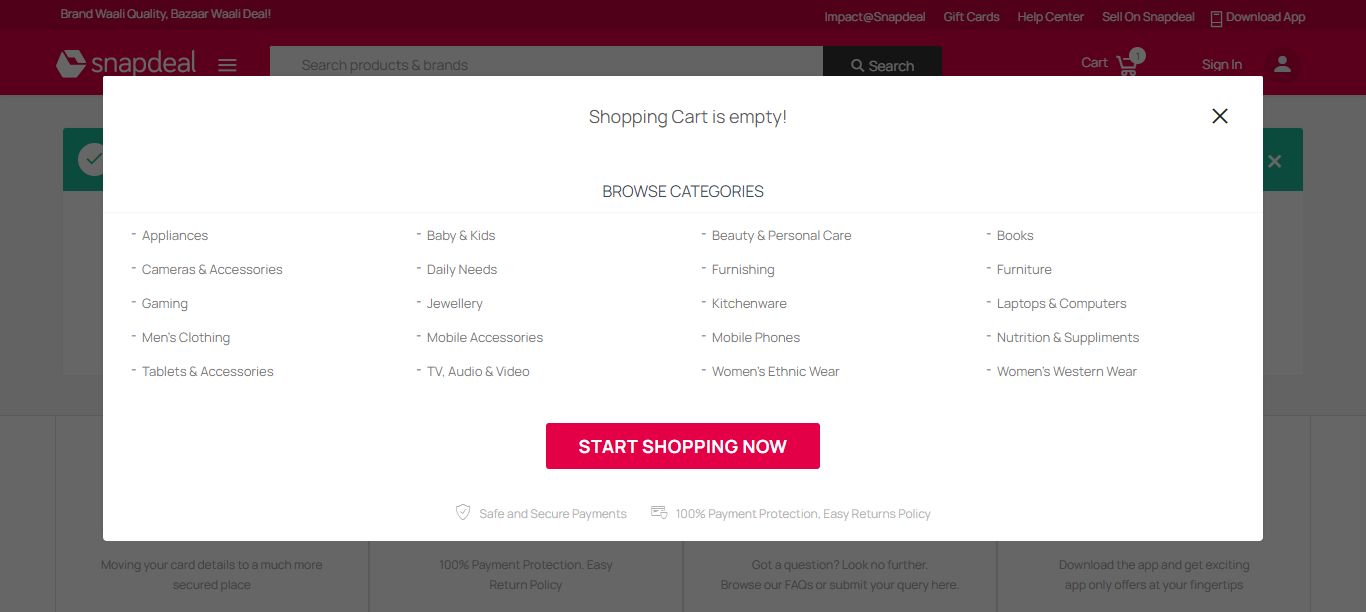 Brand Waali Quality, Bazaar Waali Deal!
Impact@Snapdeal Gift Cards Help Center Sell On Snapdeal Download App
snapdeal Search products & brands Search Cart 1 Sign In
Shopping Cart is empty!
BROWSE CATEGORIES
- Appliances - Baby & Kids - Beauty & Personal Care - Books
- Cameras & Accessories - Daily Needs - Furnishing - Furniture
- Gaming - Jewellery - Kitchenware - Laptops & Computers
- Men's Clothing - Mobile Accessories - Mobile Phones - Nutrition & Suppliments
- Tablets & Accessories - TV, Audio & Video - Women's Ethnic Wear - Women's Western Wear
START SHOPPING NOW
Safe and Secure Payments 100% Payment Protection, Easy Returns Policy
Moving your card details to a much more
secured place
100% Payment Protection. Easy
Return Policy
Got a question? Look no further.
Browse our FAQs or submit your query here.
Download the app and get exciting
app only offers at your fingertips